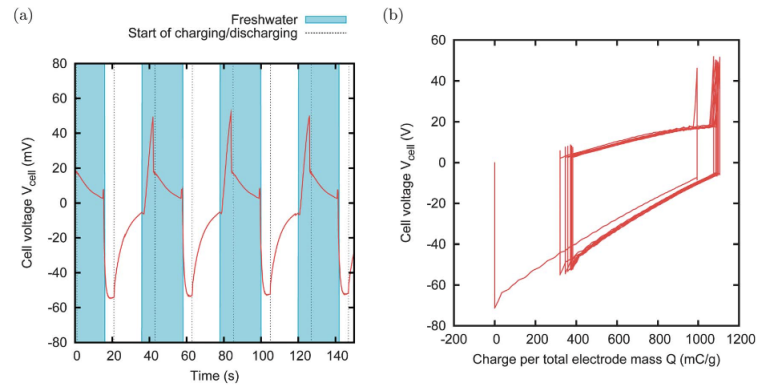 (a)
Freshwater
Start of charging/discharging
80
60
40
20
0
-20
-40
-60
-80
Cell voltage Vcell (mV)
0 20 40 60 80 100 120 140
Time (s)
(b)
60
40
20
0
-20
-40
-60
-80
Cell voltage Vcell (V)
-200 0 200 400 600 800 1000 1200
Charge per total electrode mass Q (mC/g)